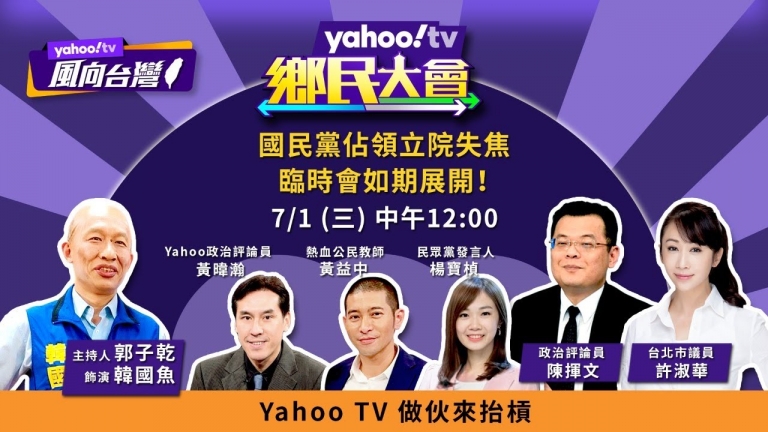 yahoo!tv
風向台灣
yahoo!tv
鄉民大會
國民黨佔領立院失焦
臨時會如期展開!
7/1 (三) 中午12:00
Yahoo政治評論員
黃暐瀚
熱血公民教師
黃益中
民眾黨發言人
楊寶楨
主持人 郭子乾
飾演 韓國魚
韓
國
政治評論員
陳揮文
台北市議員
許淑華
Yahoo TV 做伙來抬槓